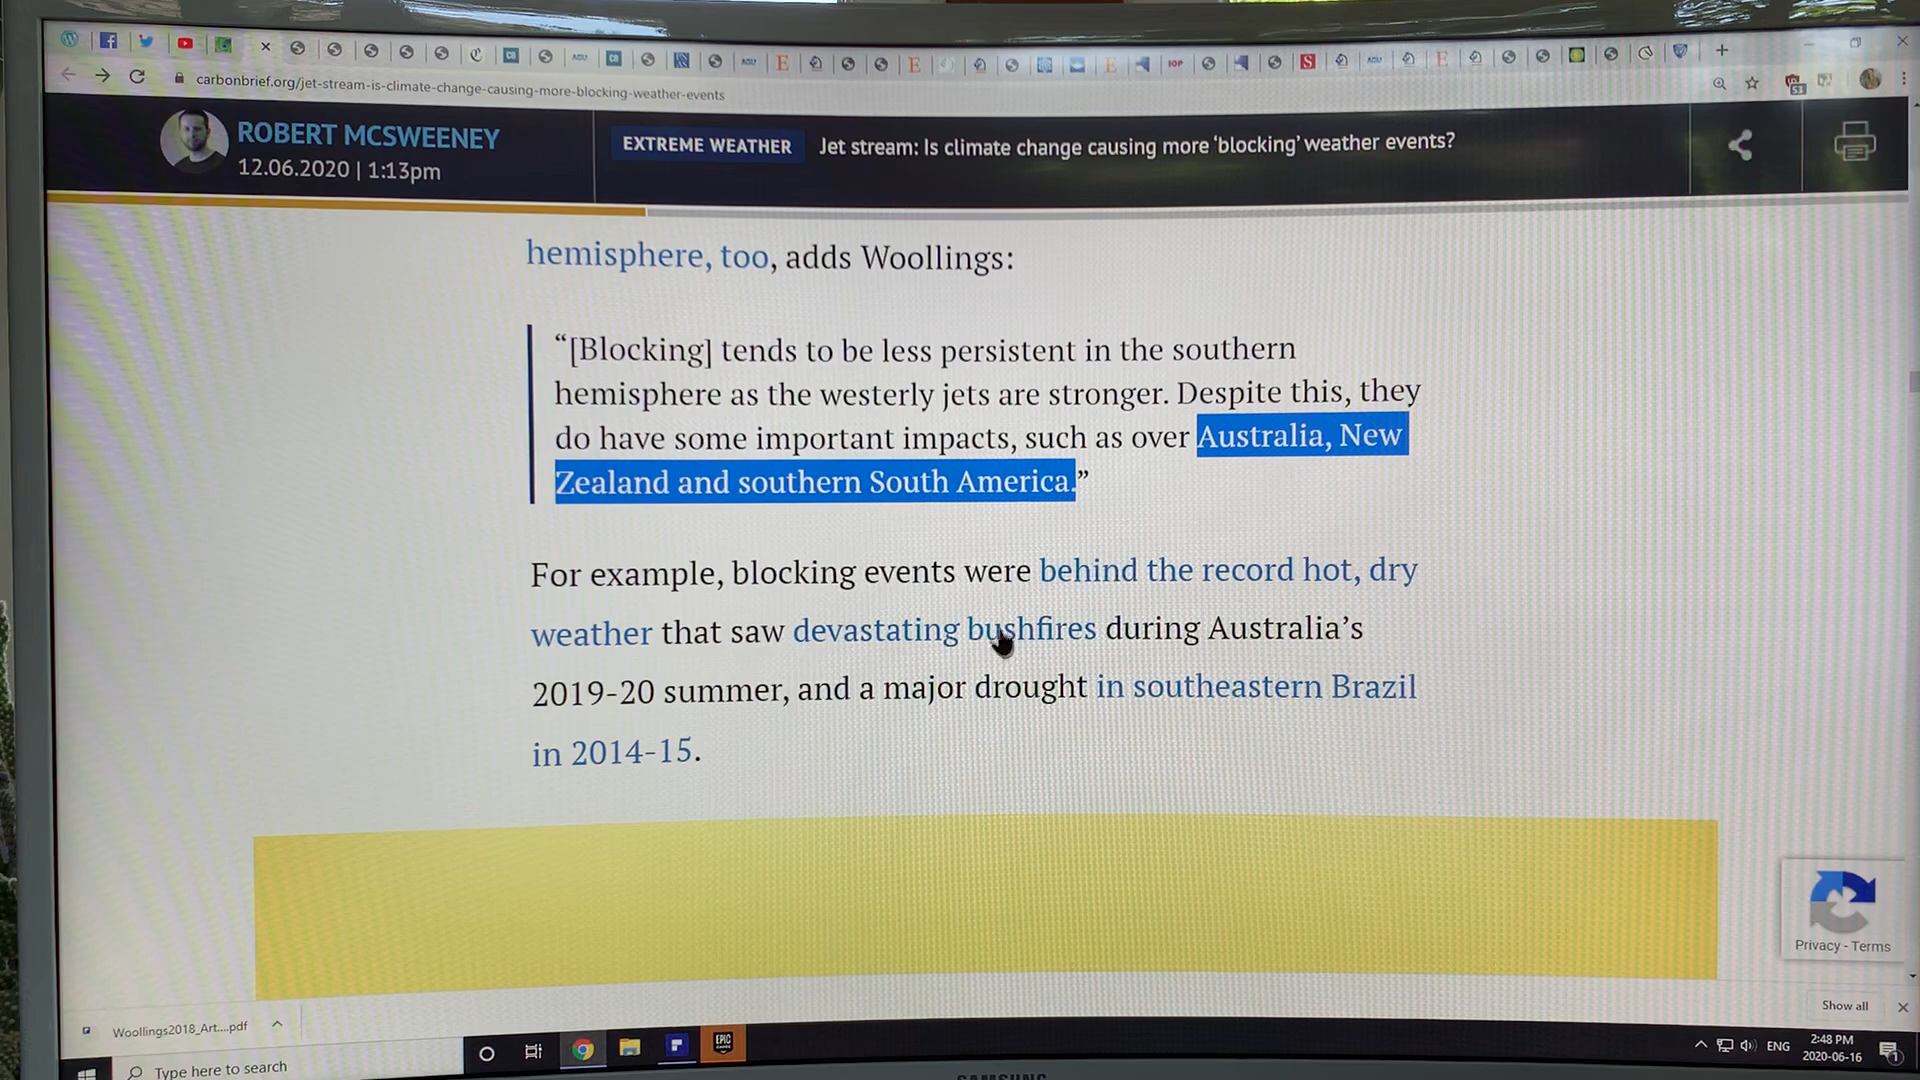 carbonbrief.org/jet-stream-is-climate-change-causing-more-blocking-weather-events
ROBERT MCSWEENEY
12.06.2020 | 1:13pm
EXTREME WEATHER
Jet stream: Is climate change causing more ‘blocking’ weather events?
hemisphere, too, adds Woollings:
“[Blocking] tends to be less persistent in the southern
hemisphere as the westerly jets are stronger. Despite this, they
do have some important impacts, such as over Australia, New
Zealand and southern South America.”
For example, blocking events were behind the record hot, dry
weather that saw devastating bushfires during Australia’s
2019-20 summer, and a major drought in southeastern Brazil
in 2014-15.
Privacy - Terms
Show all
Woollings2018_Art....pdf
Type here to search
EPIC
ENG
2:48 PM
2020-06-16